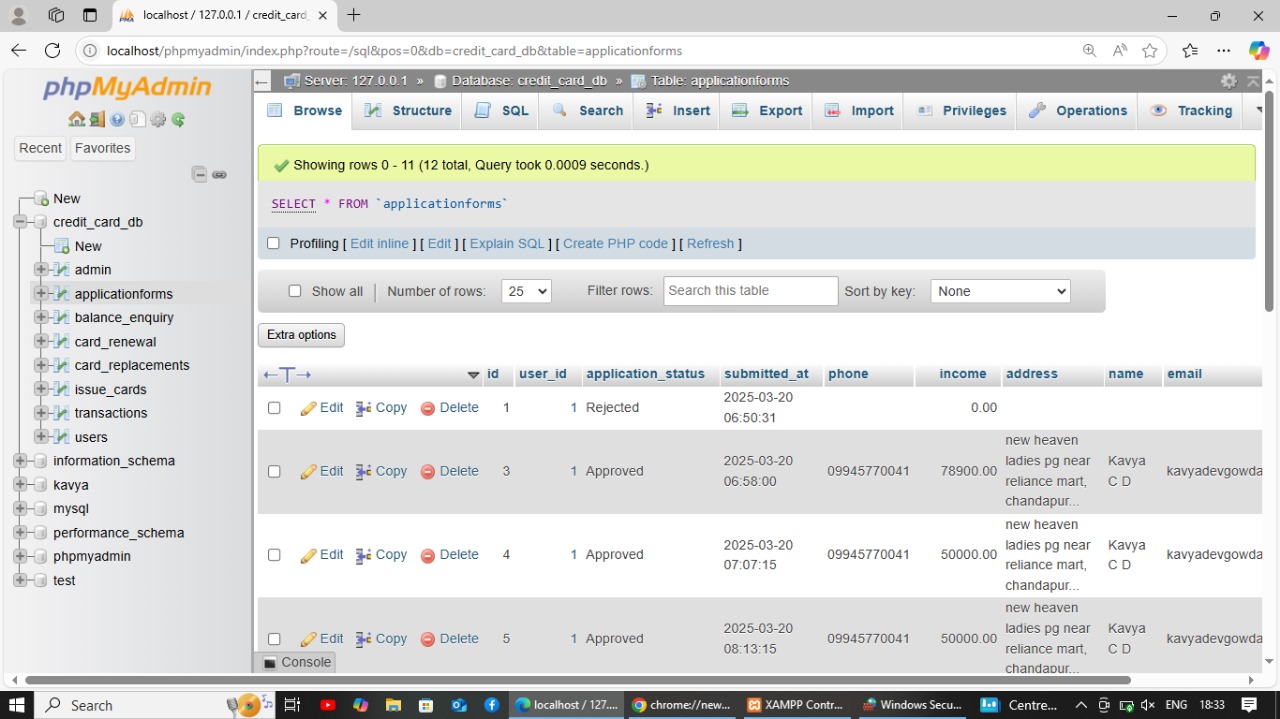 localhost / 127.0.0.1 / credit_card_
localhost/phpmyadmin/index.php?route=/sql&pos=0&db=credit_card_db&table=applicationforms
phpMyAdmin
Recent
Favorites
New
credit_card_db
New
admin
applicationforms
balance_enquiry
card_renewal
card_replacements
issue_cards
transactions
users
information_schema
kavya
mysql
performance_schema
phpmyadmin
test
Server: 127.0.0.1 » Database: credit_card_db » Table: applicationforms
Browse Structure SQL Search Insert Export Import Privileges Operations Tracking
Showing rows 0 - 11 (12 total, Query took 0.0009 seconds.)
SELECT * FROM `applicationforms`
Profiling [ Edit inline ] [ Edit ] [ Explain SQL ] [ Create PHP code ] [ Refresh ]
Show all | Number of rows: 25 Filter rows: Search this table Sort by key: None
Extra options
id user_id application_status submitted_at phone income address name email
Edit Copy Delete 1 1 Rejected 2025-03-20 0.00
06:50:31
Edit Copy Delete 3 1 Approved 2025-03-20 06:58:00 09945770041 78900.00 new heaven
ladies pg near
reliance mart,
chandapur...
Kavya
C D
kavyadevgowda
Edit Copy Delete 4 1 Approved 2025-03-20 07:07:15 09945770041 50000.00 new heaven
ladies pg near
reliance mart,
chandapur...
Kavya
C D
kavyadevgowda
Edit Copy Delete 5 1 Approved 2025-03-20 08:13:15 09945770041 50000.00 new heaven
ladies pg near
reliance mart,
chandapur...
Kavya
C D
kavyadevgowda
Console
Search
localhost / 127....
chrome://new...
XAMPP Contr...
Windows Secu...
Centre...
ENG
18:33